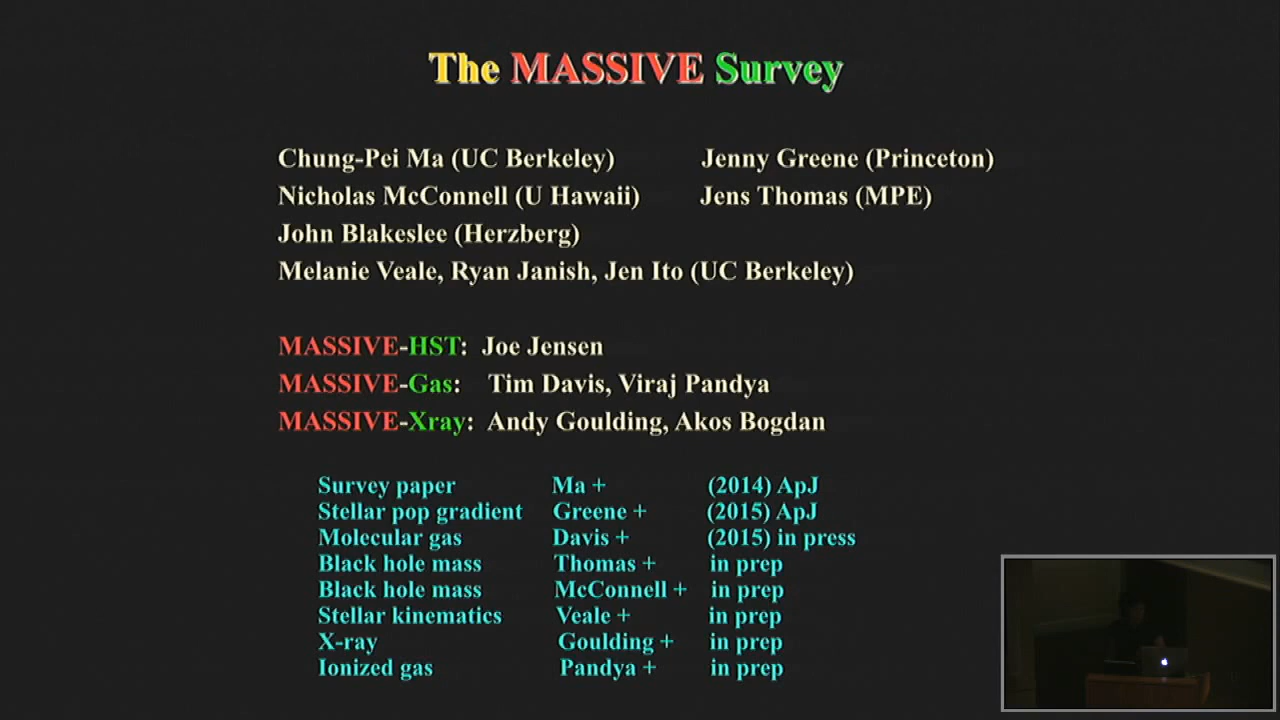 The MASSIVE Survey
Chung-Pei Ma (UC Berkeley) Jenny Greene (Princeton)
Nicholas McConnell (U Hawaii) Jens Thomas (MPE)
John Blakeslee (Herzberg)
Melanie Veale, Ryan Janish, Jen Ito (UC Berkeley)
MASSIVE-HST: Joe Jensen
MASSIVE-Gas: Tim Davis, Viraj Pandya
MASSIVE-Xray: Andy Goulding, Akos Bogdan
Survey paper Ma + (2014) ApJ
Stellar pop gradient Greene + (2015) ApJ
Molecular gas Davis + (2015) in press
Black hole mass Thomas + in prep
Black hole mass McConnell + in prep
Stellar kinematics Veale + in prep
X-ray Goulding + in prep
Ionized gas Pandya + in prep